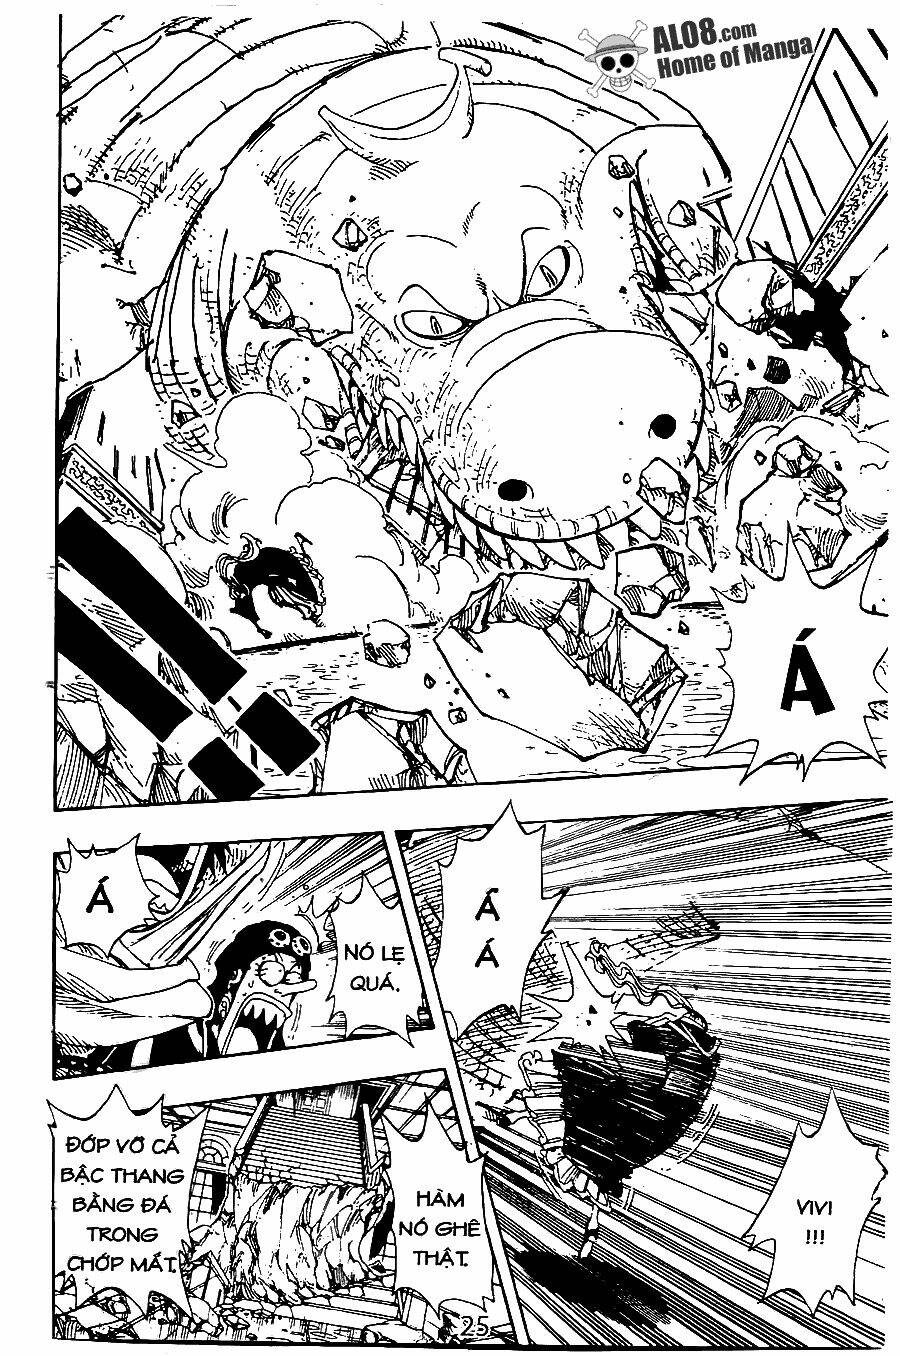 ALO8.com
Home of Manga
Á
Á
Á
VIVI
!!!
NÓ LẸ
QUÁ.
Á
HÀM
NÓ GHÊ
THẬT.
ĐỚP VỠ CẢ
BẬC THANG
BẰNG ĐÁ
TRONG
CHỚP MẮT.
25